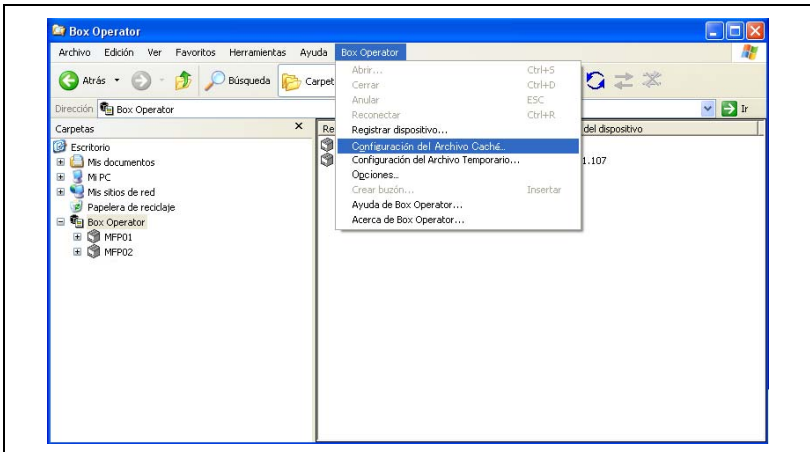 Box Operator
Archivo Edición Ver Favoritos Herramientas Ayuda Box Operator
Atrás Búsqueda Carpet
Dirección Box Operator Ir
Carpetas
Escritorio
Mis documentos
Mi PC
Mis sitios de red
Papelera de reciclaje
Box Operator
MFP01
MFP02
Re del dispositivo
1.107
Abrir... Ctrl+S
Cerrar Ctrl+D
Anular ESC
Reconectar Ctrl+R
Registrar dispositivo...
Configuración del Archivo Caché..
Configuración del Archivo Temporario...
Opciones..
Crear buzón... Insertar
Ayuda de Box Operator...
Acerca de Box Operator...